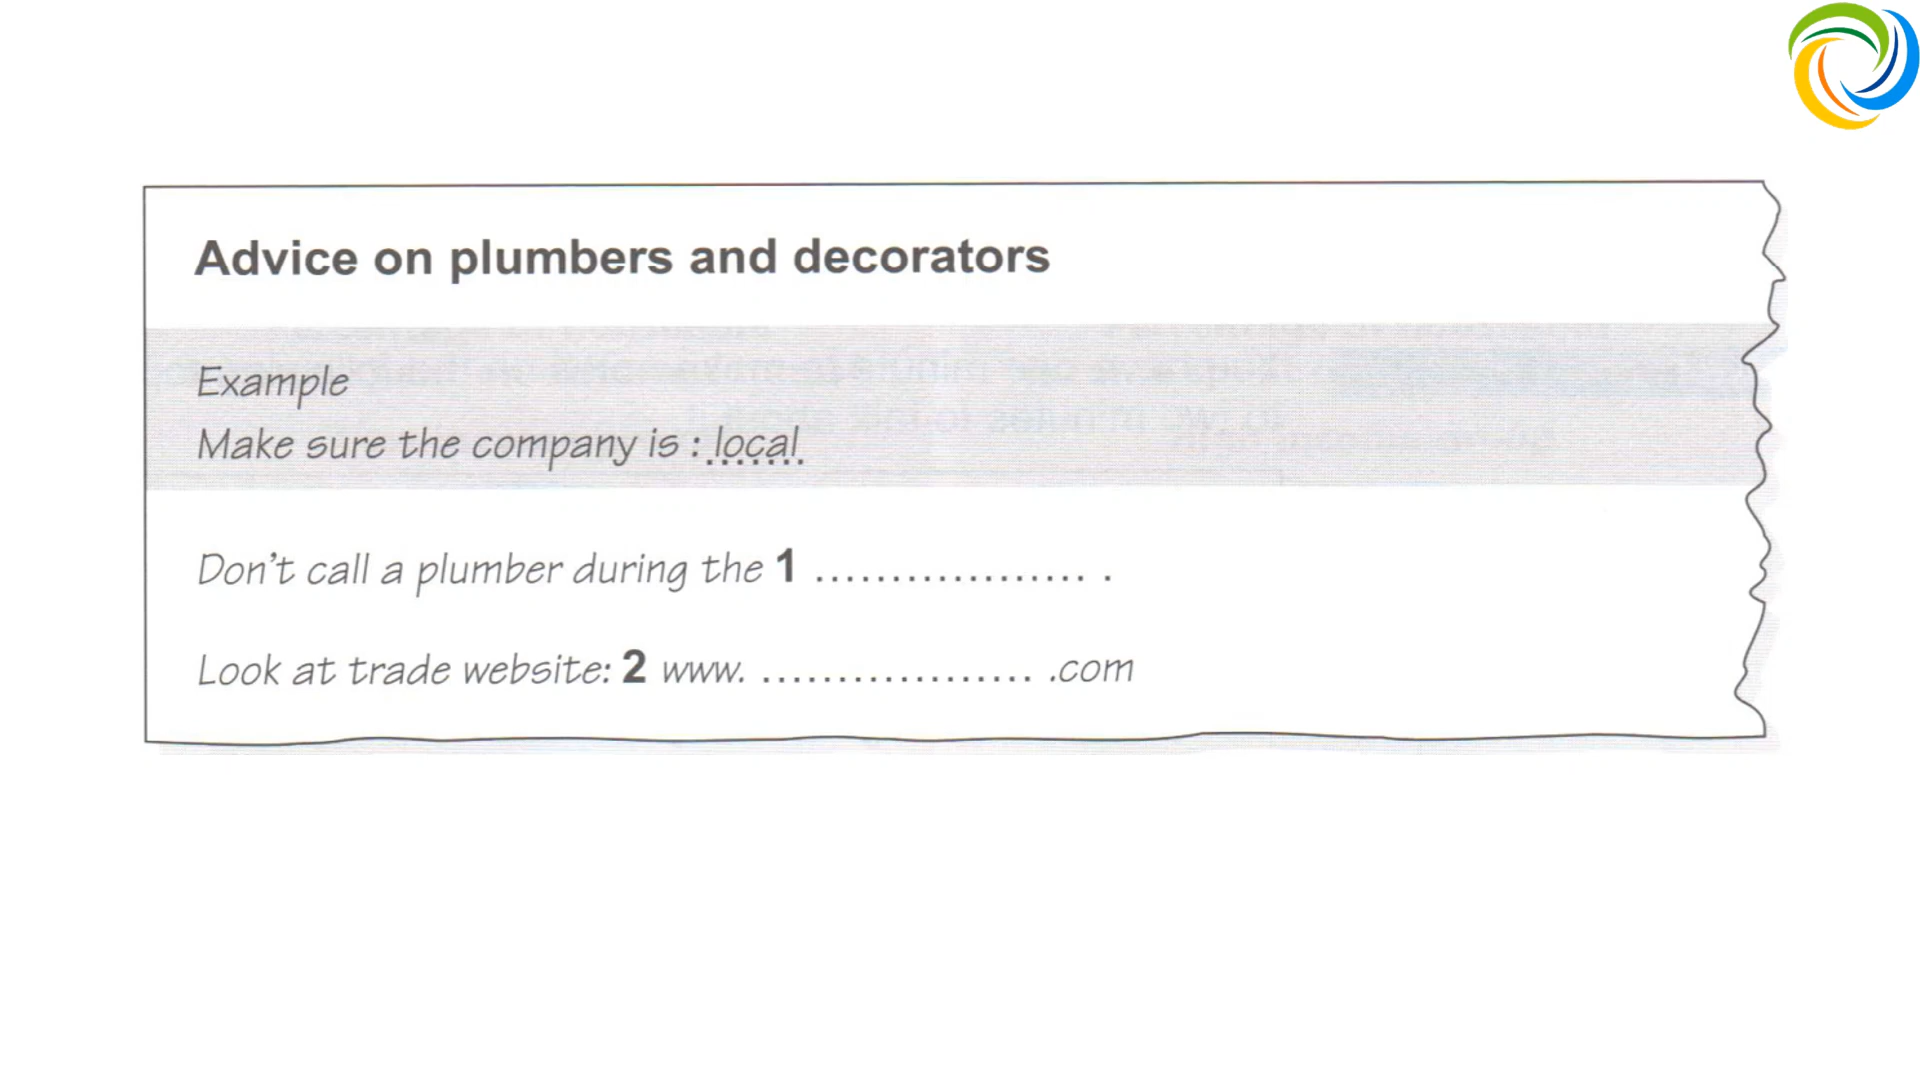 Advice on plumbers and decorators
Example
Make sure the company is : local
Don't call a plumber during the 1 .................. .
Look at trade website: 2 www. .................. .com